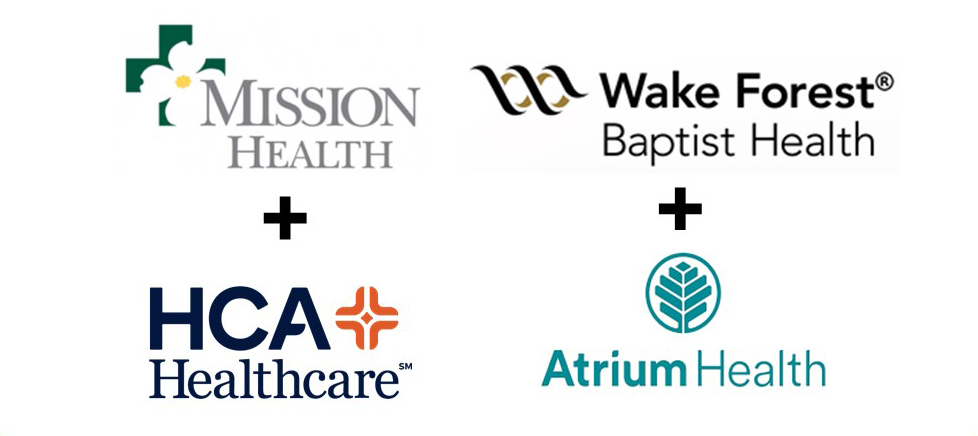 MISSION
HEALTH
+
HCA
Healthcare℠
Wake Forest®
Baptist Health
+
Atrium Health